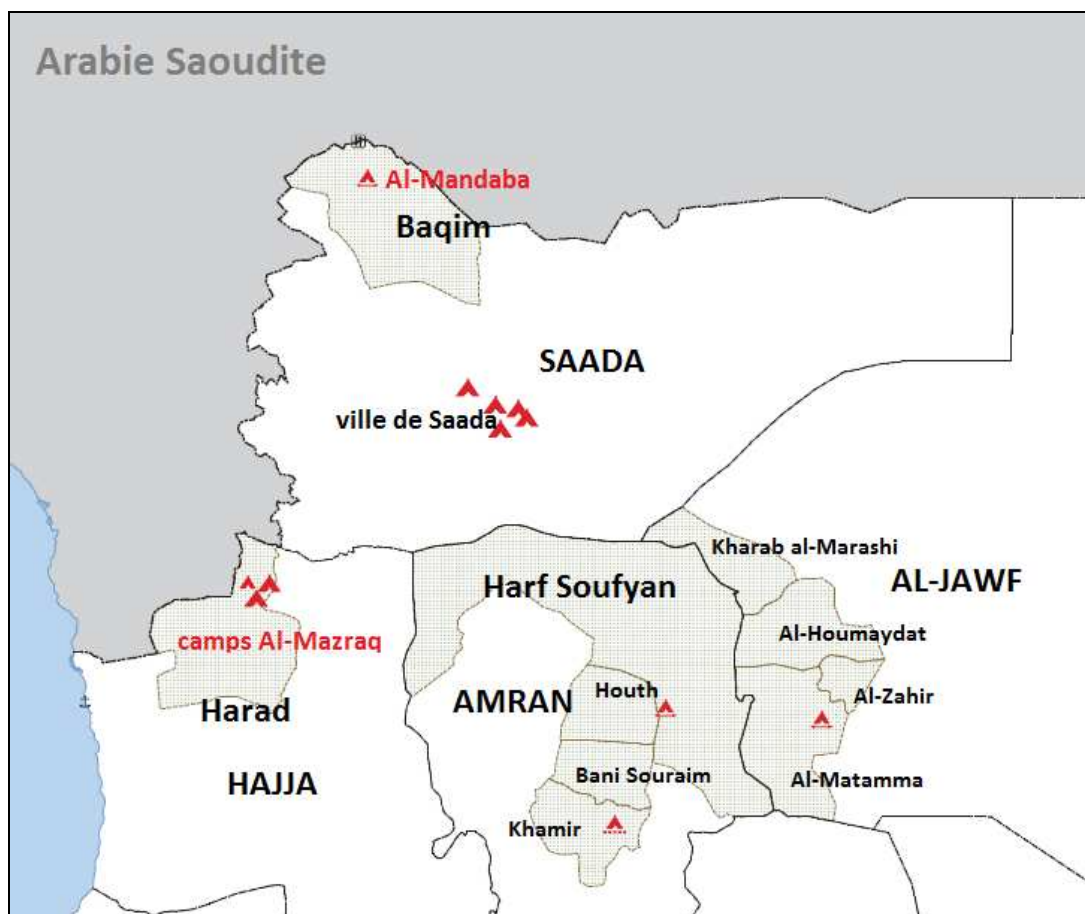 Arabie Saoudite
Al-Mandaba
Baqim
SAADA
ville de Saada
Kharab al-Marashi
Harf Soufyan
AL-JAWF
camps Al-Mazraq
Al-Houmaydat
Houth
Al-Zahir
AMRAN
Harad
Bani Souraim
Al-Matamma
HAJJA
Khamir